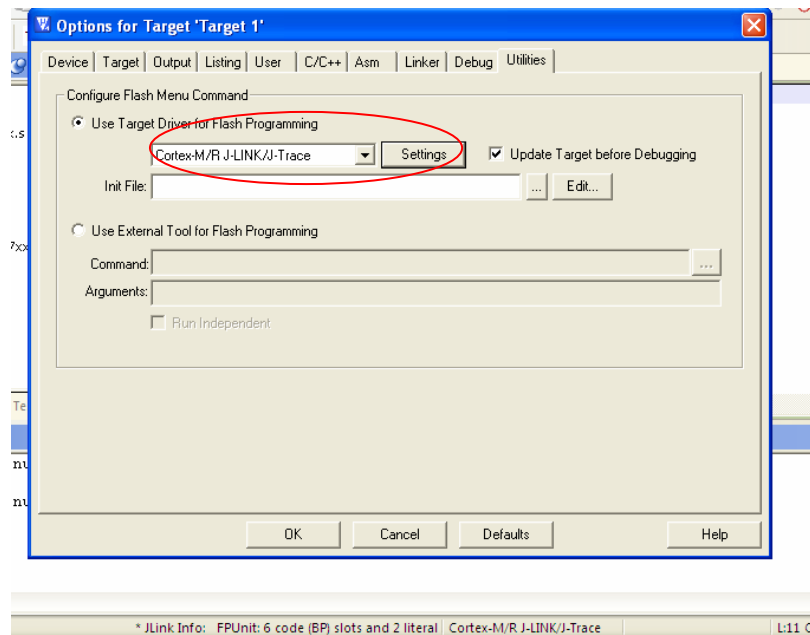 Options for Target 'Target 1'
Device Target Output Listing User C/C++ Asm Linker Debug Utilities
Configure Flash Menu Command
Use Target Driver for Flash Programming
Cortex-M/R J-LINK/J-Trace Settings Update Target before Debugging
Init File: ... Edit...
Use External Tool for Flash Programming
Command: ...
Arguments:
Run Independent
OK Cancel Defaults Help
* JLink Info: FPUnit: 6 code (BP) slots and 2 literal Cortex-M/R J-LINK/J-Trace L:11